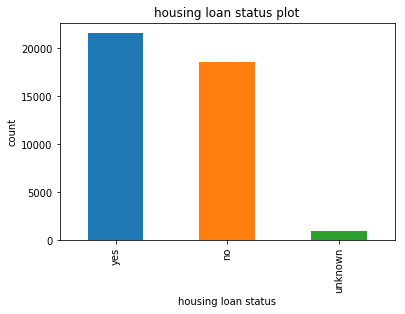 housing loan status plot
20000
15000
10000
5000
0
count
yes
no
unknown
housing loan status